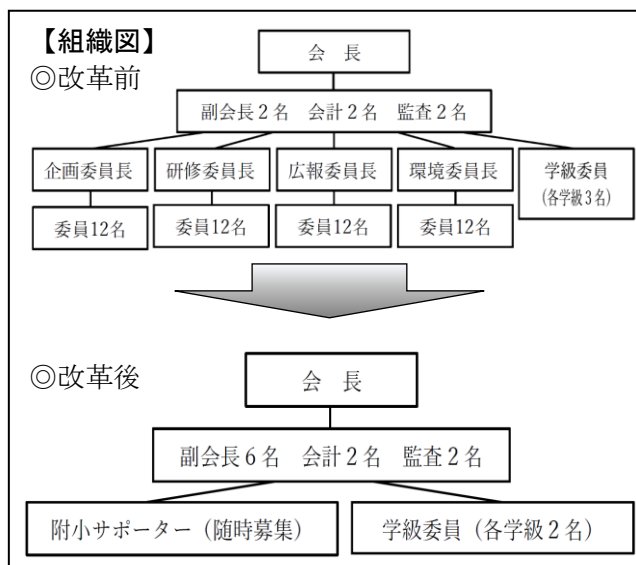 【組織図】
◎改革前
会　長
副会長２名　会計２名　監査２名
企画委員長　研修委員長　広報委員長　環境委員長　学級委員
(各学級３名)
委員12名　委員12名　委員12名　委員12名
◎改革後
会　長
副会長６名　会計２名　監査２名
附小サポーター（随時募集）　学級委員（各学級２名）